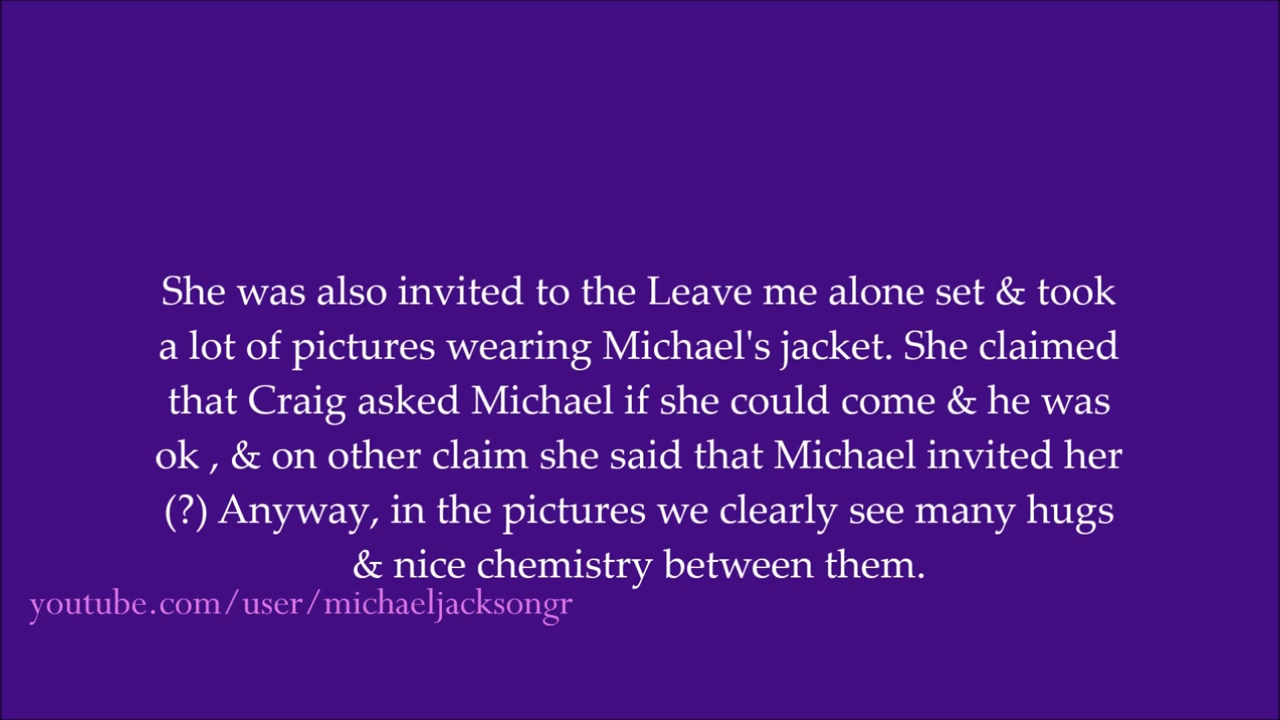 She was also invited to the Leave me alone set & took
a lot of pictures wearing Michael's jacket. She claimed
that Craig asked Michael if she could come & he was
ok , & on other claim she said that Michael invited her
(?) Anyway, in the pictures we clearly see many hugs
& nice chemistry between them.
youtube.com/user/michaeljacksongr